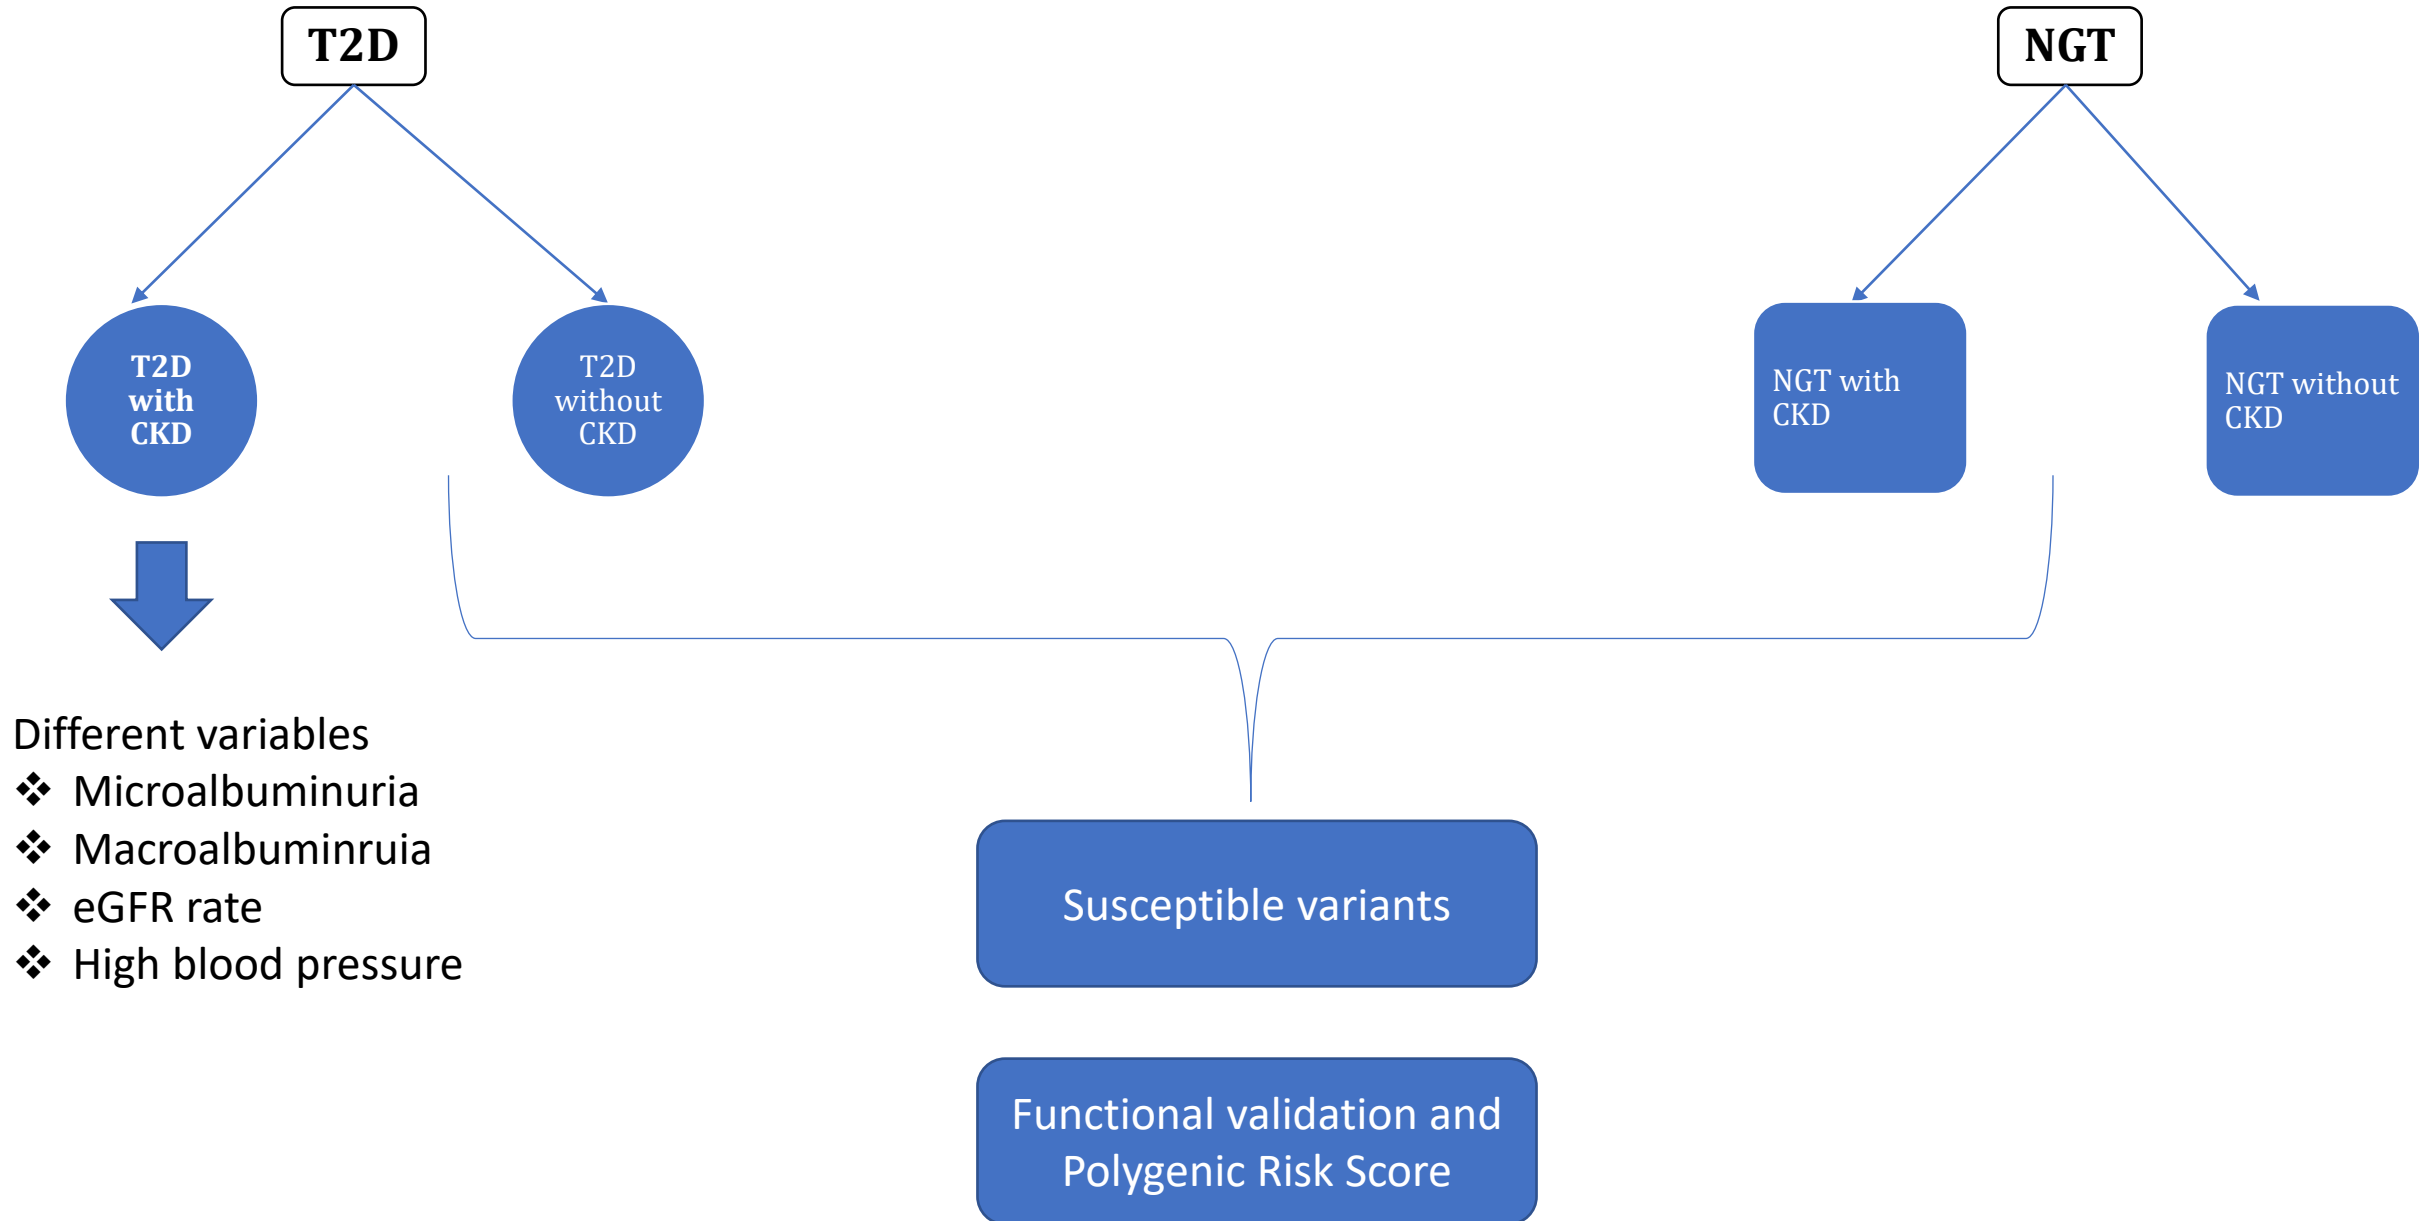 T2D
NGT
T2D
with
CKD
T2D
without
CKD
NGT with
CKD
NGT without
CKD
Different variables
❖ Microalbuminuria
❖ Macroalbuminruia
❖ eGFR rate
❖ High blood pressure
Susceptible variants
Functional validation and
Polygenic Risk Score